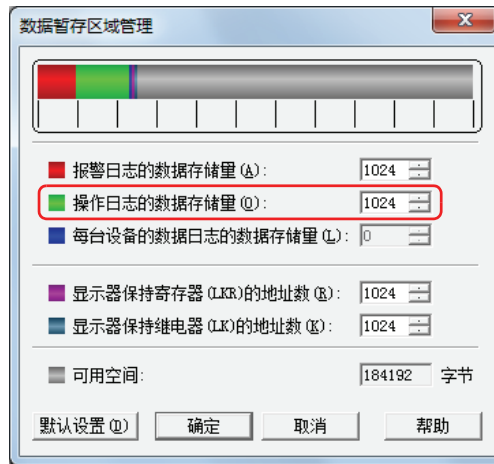 数据暂存区域管理
报警日志的数据存储量(A): 1024
操作日志的数据存储量(O): 1024
每台设备的数据日志的数据存储量(L): 0
显示器保持寄存器(LKR)的地址数(R): 1024
显示器保持继电器(LK)的地址数(K): 1024
可用空间: 184192 字节
默认设置(D) 确定 取消 帮助